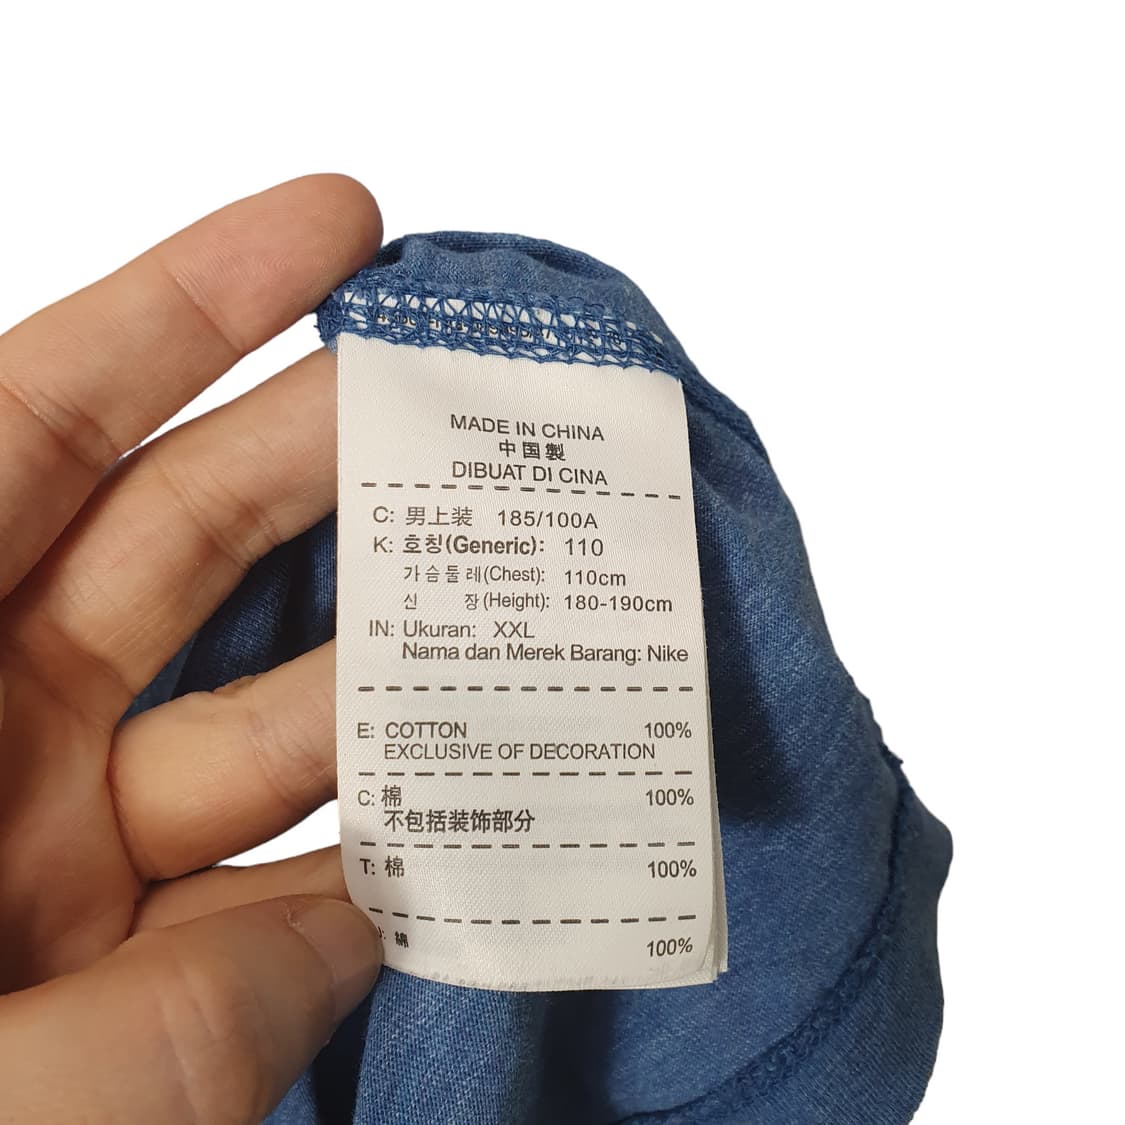 MADE IN CHINA
中国製
DIBUAT DI CINA
C: 男上装 185/100A
K: 호칭(Generic): 110
가슴둘레(Chest): 110cm
신 장(Height): 180-190cm
IN: Ukuran: XXL
Nama dan Merek Barang: Nike
E: COTTON 100%
EXCLUSIVE OF DECORATION
C: 棉 100%
不包括装饰部分
T: 棉 100%
綿 100%